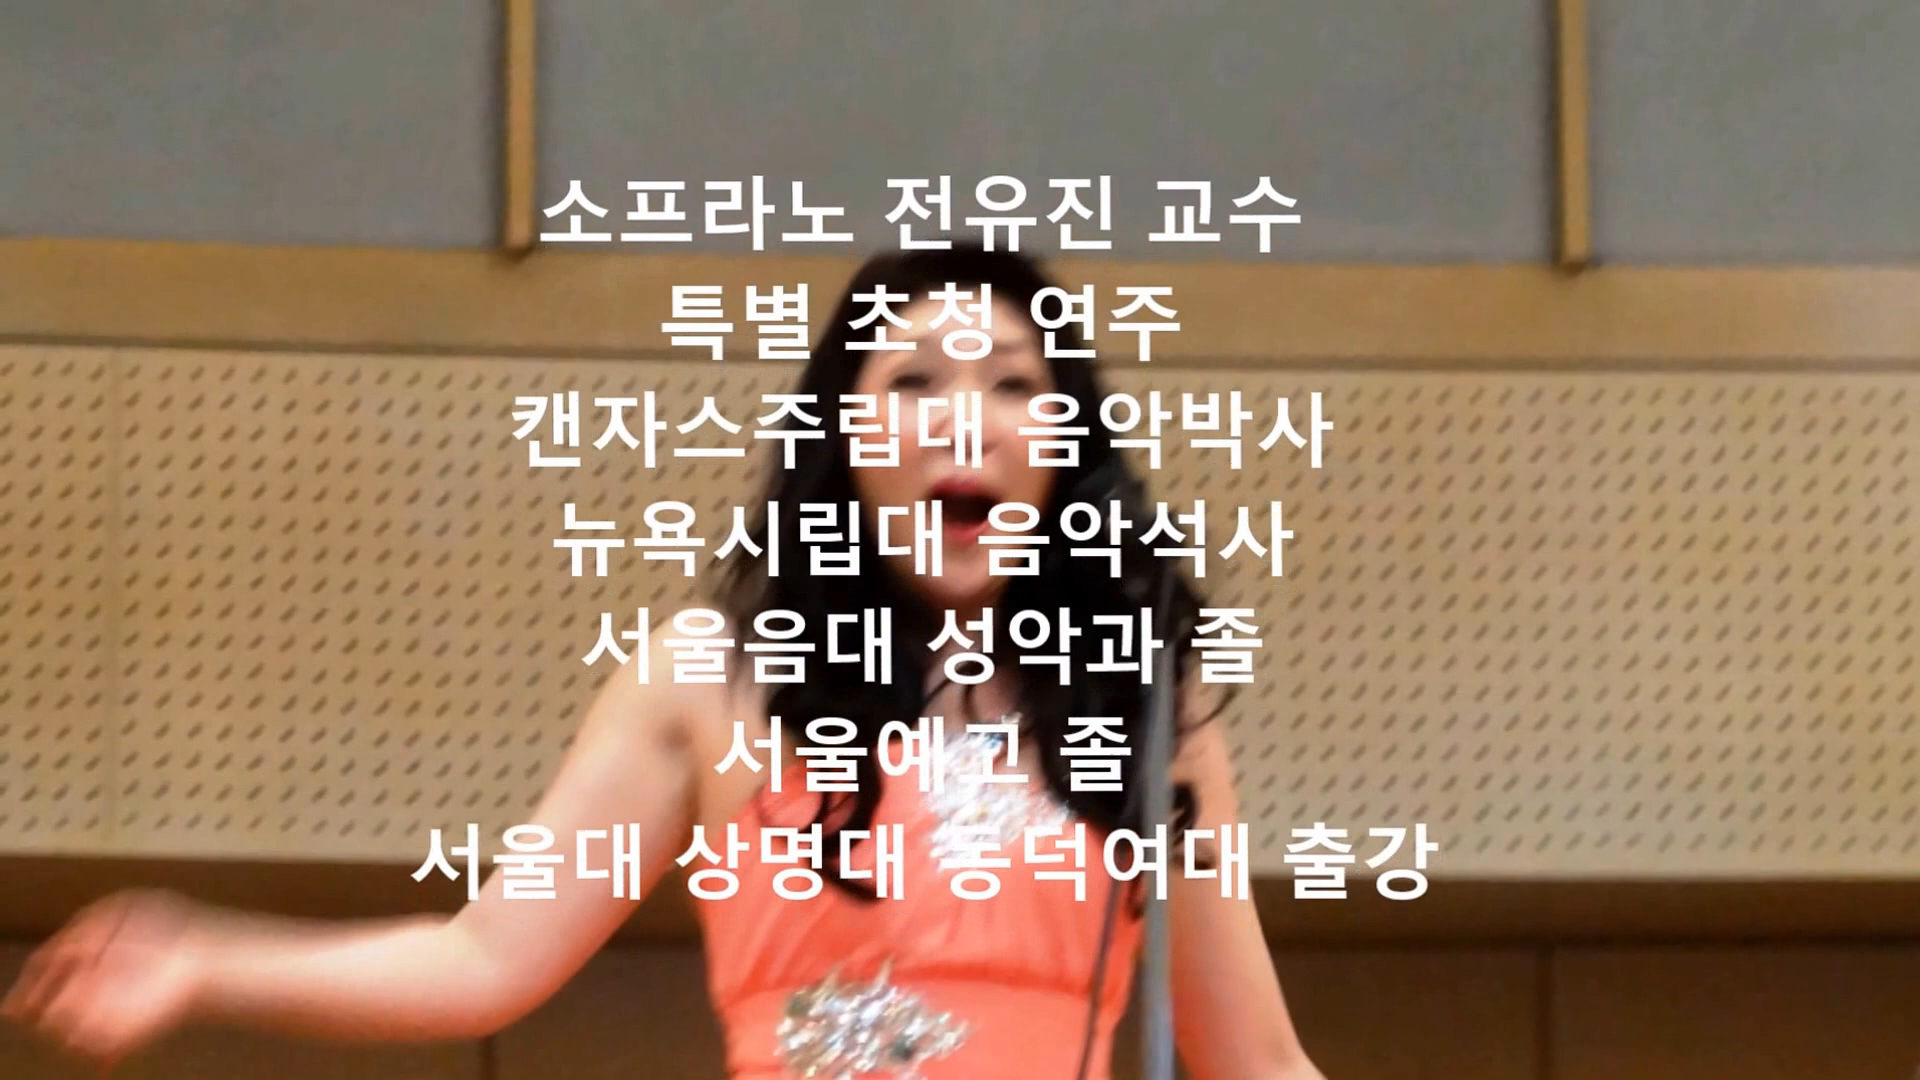 소프라노 전유진 교수
특별 초청 연주
캔자스주립대 음악박사
뉴욕시립대 음악석사
서울음대 성악과 졸
서울예고 졸
서울대 상명대 동덕여대 출강